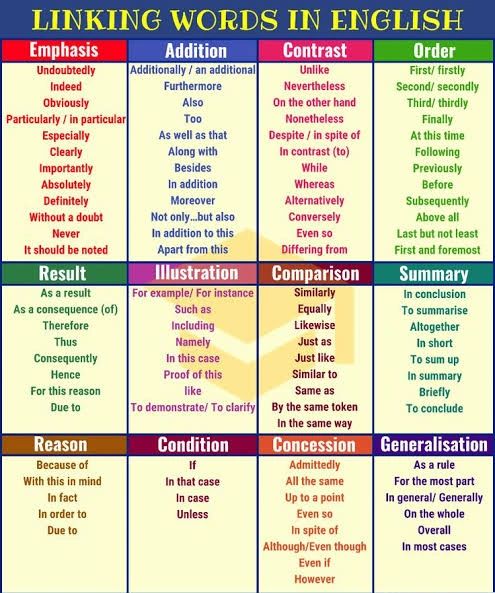 LINKING WORDS IN ENGLISH
Emphasis
Undoubtedly
Indeed
Obviously
Particularly / in particular
Especially
Clearly
Importantly
Absolutely
Definitely
Without a doubt
Never
It should be noted
Addition
Additionally / an additional
Furthermore
Also
Too
As well as that
Along with
Besides
In addition
Moreover
Not only...but also
In addition to this
Apart from this
Contrast
Unlike
Nevertheless
On the other hand
Nonetheless
Despite / in spite of
In contrast (to)
While
Whereas
Alternatively
Conversely
Even so
Differing from
Order
First/ firstly
Second/ secondly
Third/ thirdly
Finally
At this time
Following
Previously
Before
Subsequently
Above all
Last but not least
First and foremost
Result
As a result
As a consequence (of)
Therefore
Thus
Consequently
Hence
For this reason
Due to
Illustration
For example/ For instance
Such as
Including
Namely
In this case
Proof of this
like
To demonstrate/ To clarify
Comparison
Similarly
Equally
Likewise
Just as
Just like
Similar to
Same as
By the same token
In the same way
Summary
In conclusion
To summarise
Altogether
In short
To sum up
In summary
Briefly
To conclude
Reason
Because of
With this in mind
In fact
In order to
Due to
Condition
If
In that case
In case
Unless
Concession
Admittedly
All the same
Up to a point
Even so
In spite of
Although/Even though
Even if
However
Generalisation
As a rule
For the most part
In general/ Generally
On the whole
Overall
In most cases